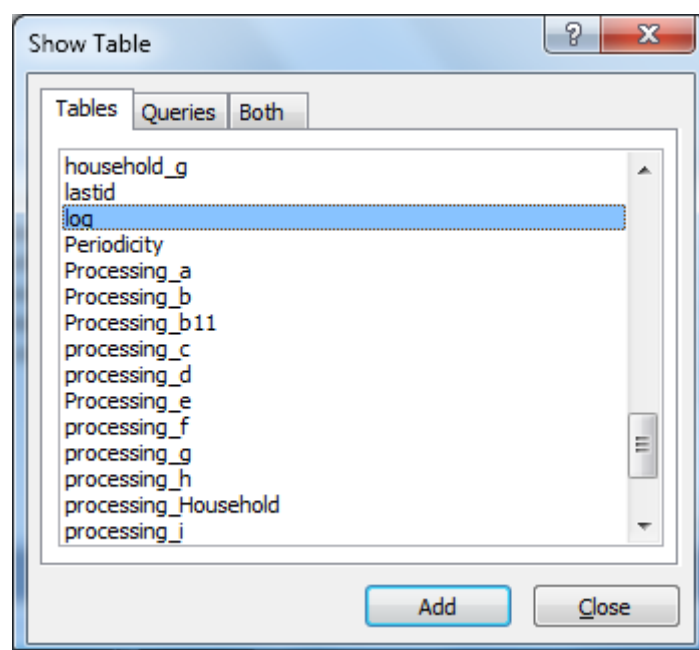 Show Table
?
X
Tables Queries Both
household_g
lastid
log
Periodicity
Processing_a
Processing_b
Processing_b11
processing_c
processing_d
Processing_e
processing_f
processing_g
processing_h
processing_Household
processing_i
Add Close